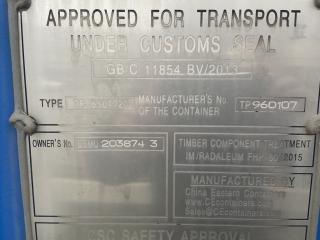 APPROVED FOR TRANSPORT
UNDER CUSTOMS SEAL
GB/C 11854 BV/2013
TYPE MANUFACTURER'S No. OF THE CONTAINER TP960107
OWNER'S No. 203874 3
TIMBER COMPONENT TREATMENT
IM/RADALEUM FHP 2015
MANUFACTURED BY
China Eastern Containers
www.CEcontainers.com
Sales@CEcontainers.com
CSC SAFETY APPROVAL